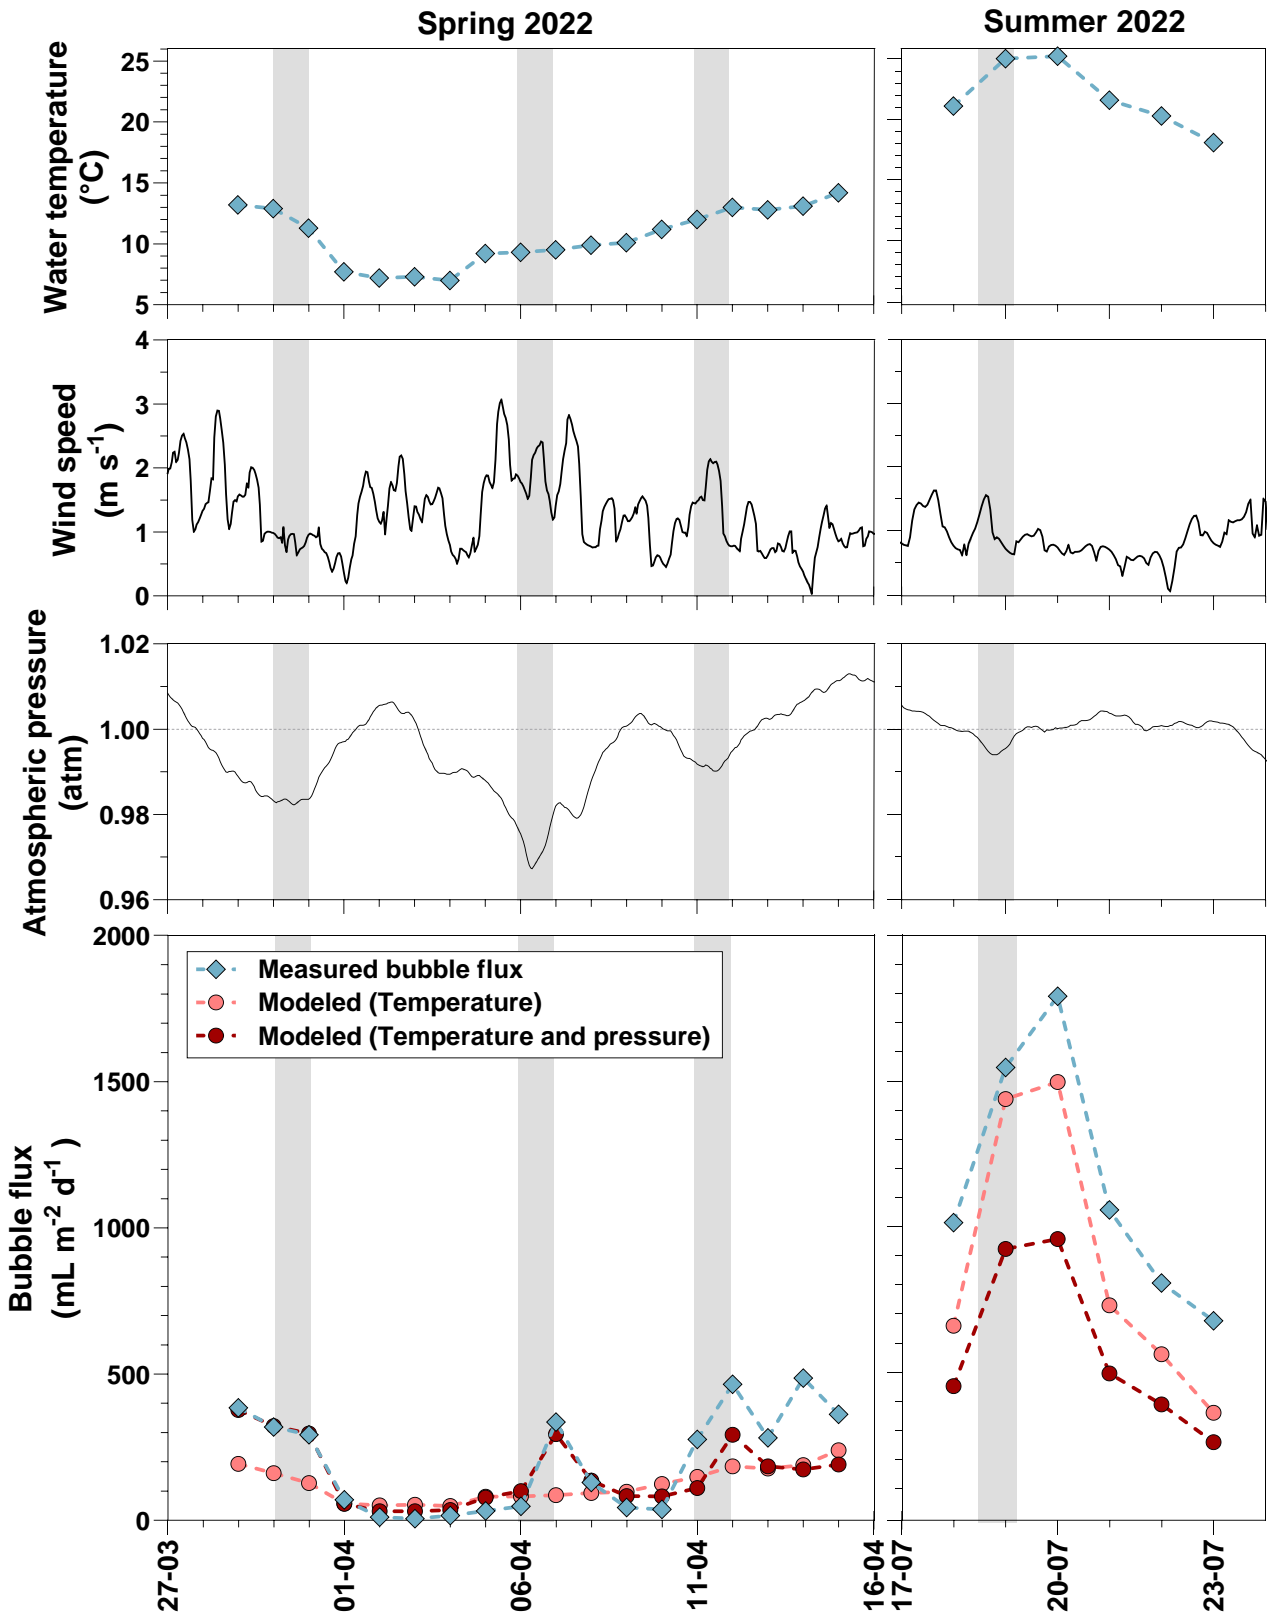 Spring 2022
Summer 2022
Water temperature
(°C)
25
20
15
10
5
Wind speed
(m s-1)
4
3
2
1
0
Atmospheric pressure
(atm)
1.02
1.00
0.98
0.96
Bubble flux
(mL m-2 d-1 )
2000
1500
1000
500
0
Measured bubble flux
Modeled (Temperature)
Modeled (Temperature and pressure)
27-03
01-04
06-04
11-04
16-04
17-07
20-07
23-07